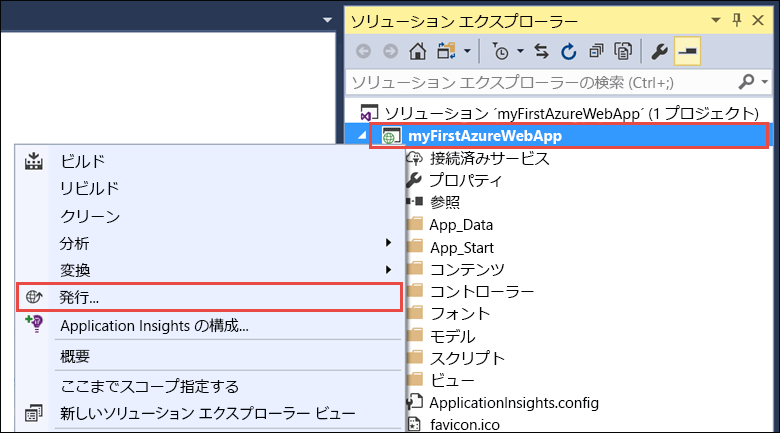 ソリューション エクスプローラー
ソリューション エクスプローラーの検索 (Ctrl+;)
ソリューション 'myFirstAzureWebApp' (1 プロジェクト)
myFirstAzureWebApp
接続済みサービス
プロパティ
参照
App_Data
App_Start
コンテンツ
コントローラー
フォント
モデル
スクリプト
ビュー
ApplicationInsights.config
favicon.ico
ビルド
リビルド
クリーン
分析
変換
発行...
Application Insights の構成...
概要
ここまでスコープ指定する
新しいソリューション エクスプローラー ビュー